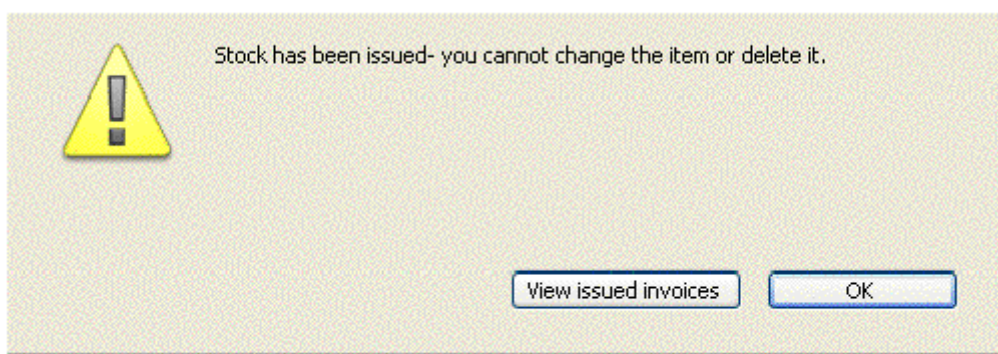 Stock has been issued- you cannot change the item or delete it.
View issued invoices
OK